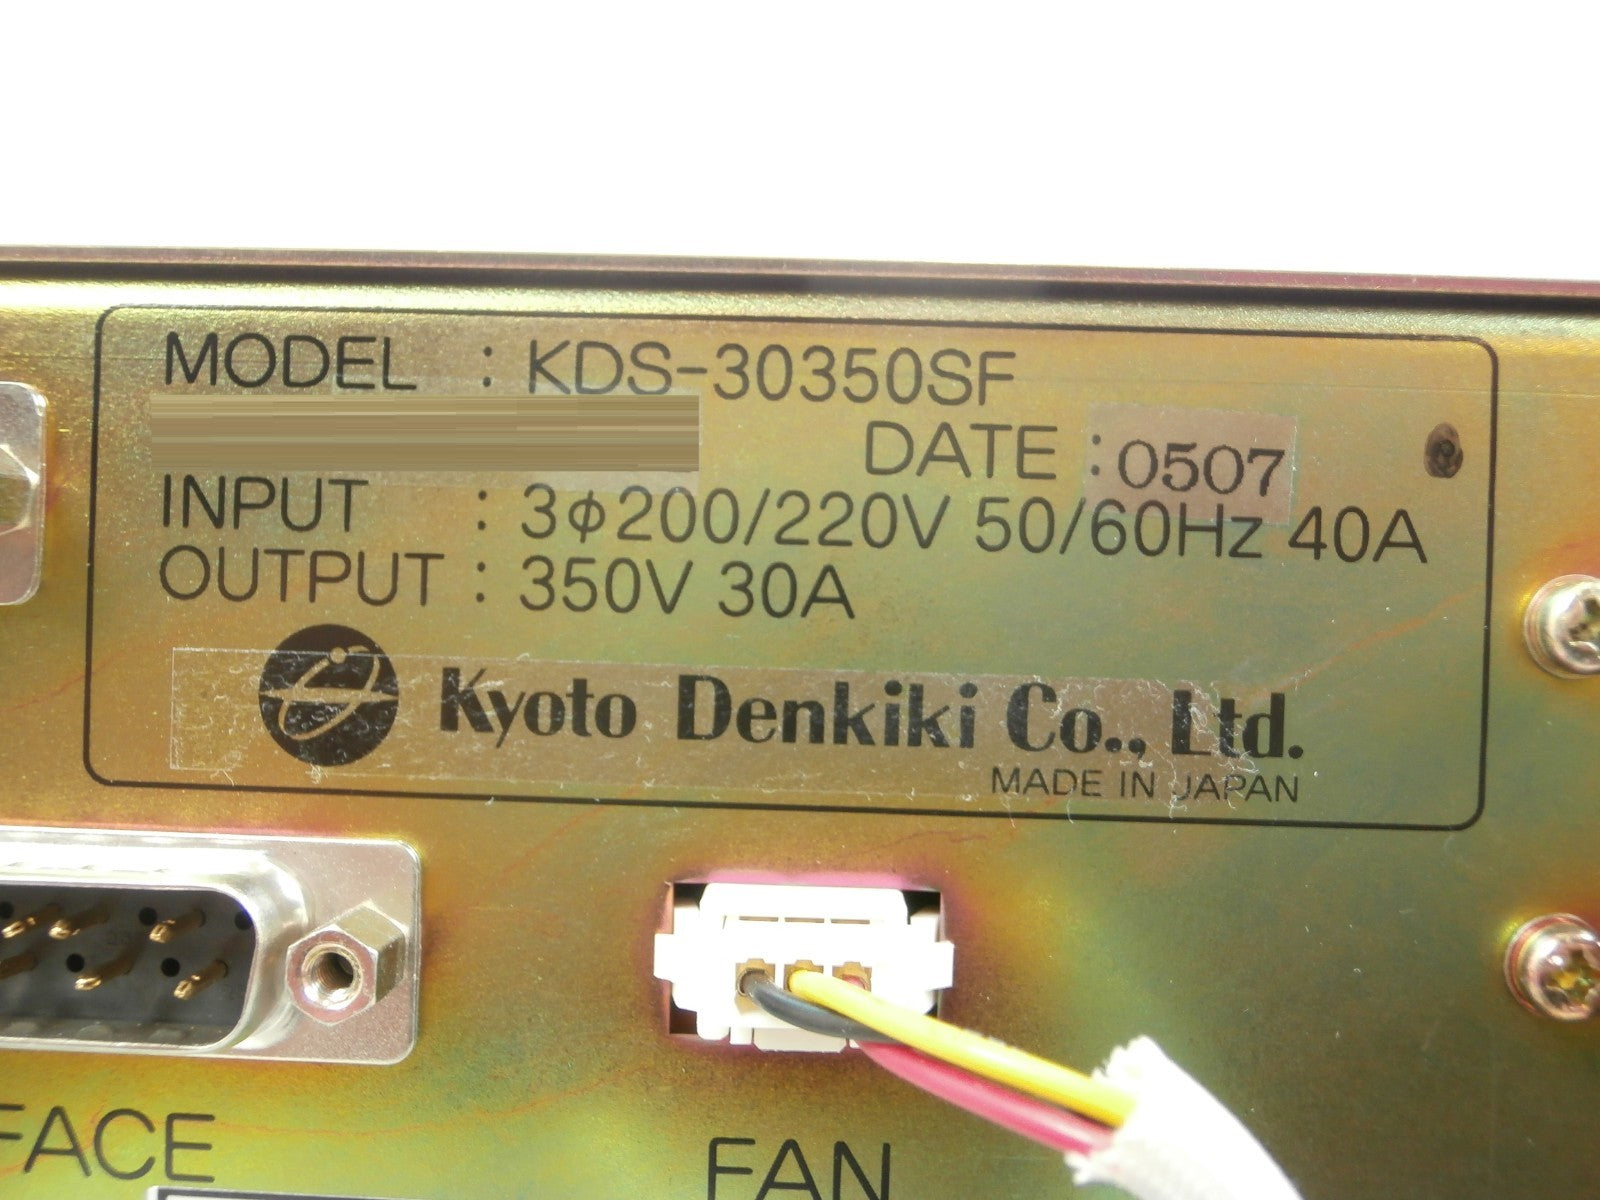 MODEL : KDS-30350SF
DATE : 0507
INPUT : 3φ200/220V 50/60Hz 40A
OUTPUT : 350V 30A
Kyoto Denkiki Co., Ltd.
MADE IN JAPAN
FACE
FAN